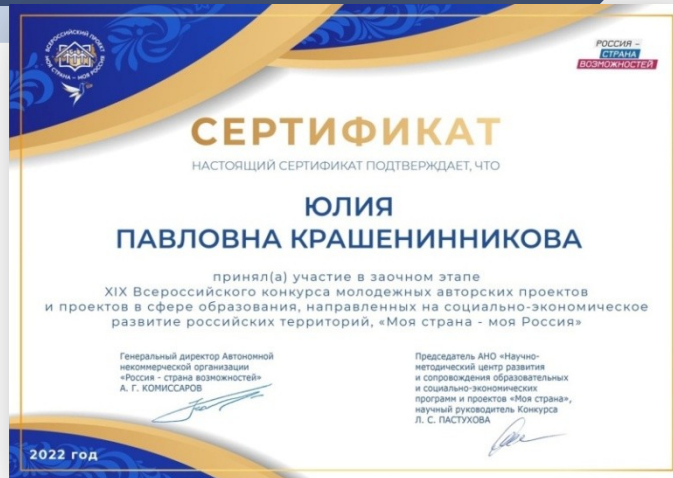 ВСЕРОССИЙСКИЙ ПРОЕКТ
МОЯ СТРАНА – МОЯ РОССИЯ
РОССИЯ –
СТРАНА
ВОЗМОЖНОСТЕЙ
СЕРТИФИКАТ
НАСТОЯЩИЙ СЕРТИФИКАТ ПОДТВЕРЖДАЕТ, ЧТО
ЮЛИЯ
ПАВЛОВНА КРАШЕНИННИКОВА
принял(а) участие в заочном этапе
XIX Всероссийского конкурса молодежных авторских проектов
и проектов в сфере образования, направленных на социально-экономическое
развитие российских территорий, «Моя страна - моя Россия»
Генеральный директор Автономной
некоммерческой организации
«Россия - страна возможностей»
А. Г. КОМИССАРОВ
Председатель АНО «Научно-
методический центр развития
и сопровождения образовательных
и социально-экономических
программ и проектов «Моя страна»,
научный руководитель Конкурса
Л. С. ПАСТУХОВА
2022 год